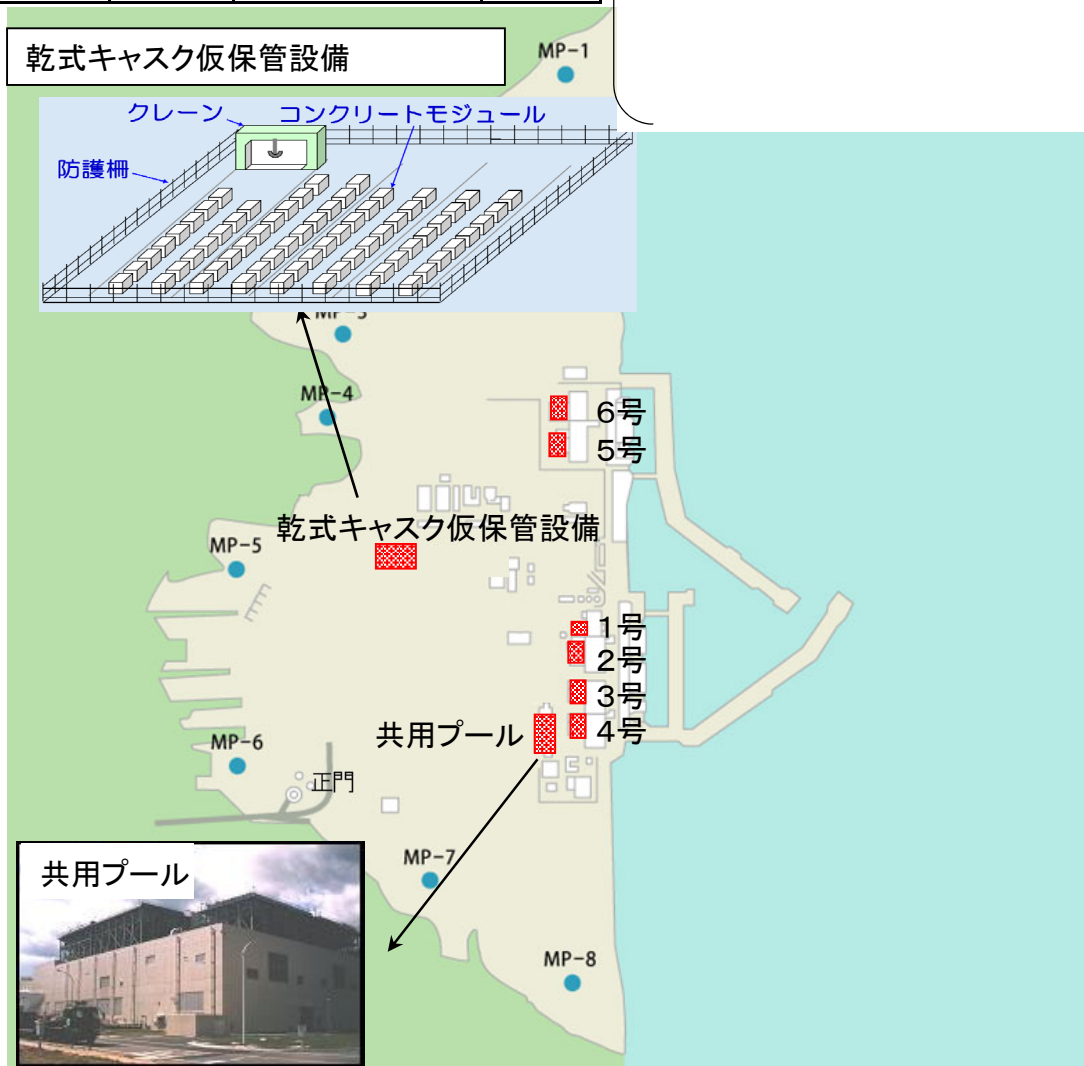 乾式キャスク仮保管設備
MP-1
クレーン
コンクリートモジュール
防護柵
MP-3
MP-4
6号
5号
乾式キャスク仮保管設備
MP-5
1号
2号
3号
共用プール
4号
MP-6
正門
共用プール
MP-7
MP-8